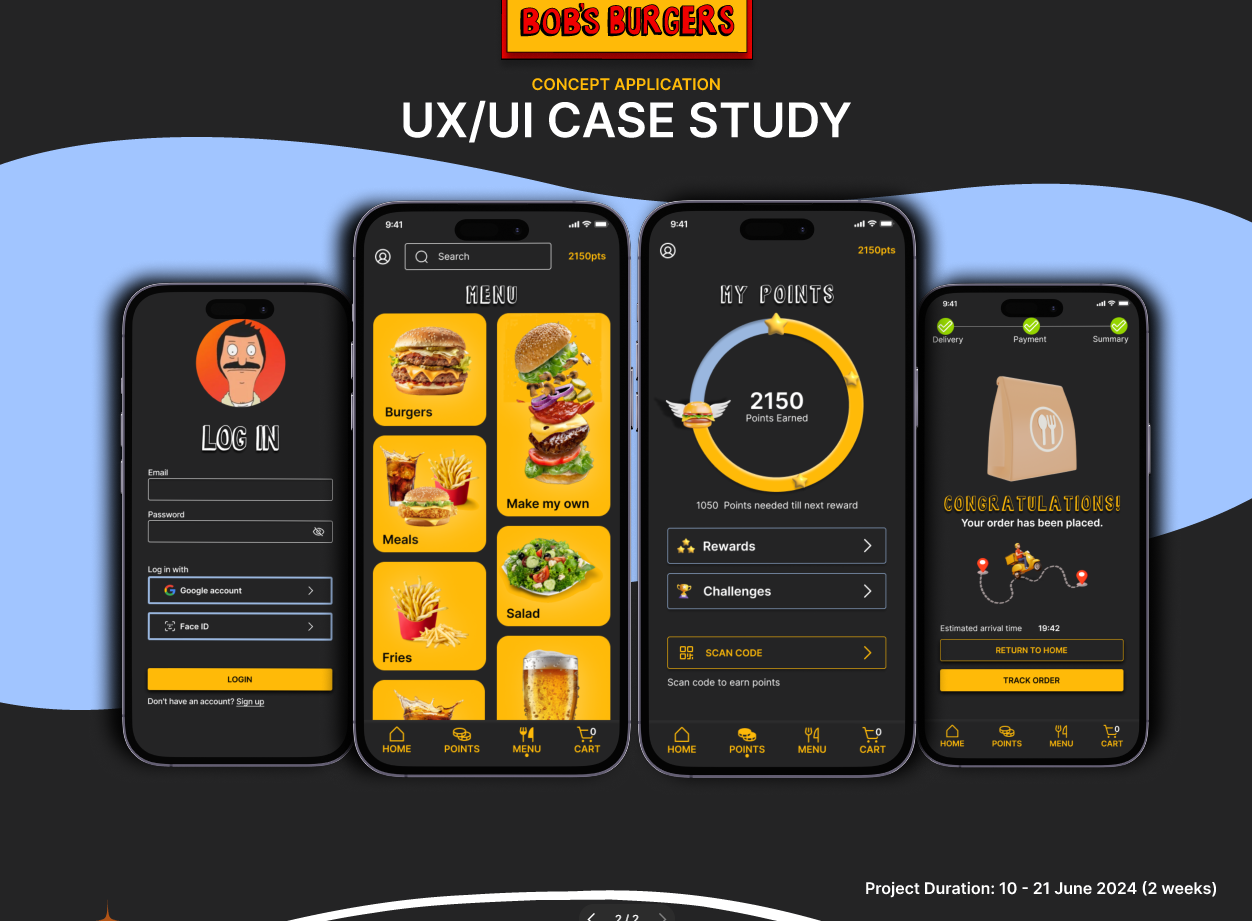 BOB'S BURGERS
CONCEPT APPLICATION
UX/UI CASE STUDY
LOG IN
Email
Password
Log in with
Google account
Face ID
LOGIN
Don't have an account? Sign up
9:41
Search
2150pts
MENU
Burgers
Make my own
Meals
Salad
Fries
HOME
POINTS
MENU
0
CART
9:41
2150pts
MY POINTS
2150
Points Earned
1050 Points needed till next reward
Rewards
Challenges
SCAN CODE
Scan code to earn points
HOME
POINTS
MENU
0
CART
9:41
Delivery
Payment
Summary
CONGRATULATIONS!
Your order has been placed.
Estimated arrival time 19:42
RETURN TO HOME
TRACK ORDER
HOME
POINTS
MENU
0
CART
Project Duration: 10 - 21 June 2024 (2 weeks)
2 / 2